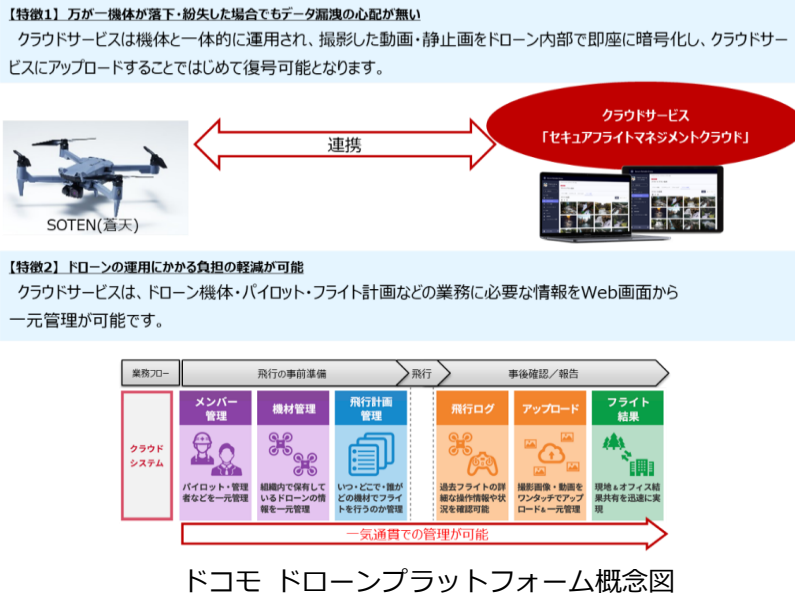 【特徴1】 万が一機体が落下・紛失した場合でもデータ漏洩の心配が無い
クラウドサービスは機体と一体的に運用され、撮影した動画・静止画をドローン内部で即座に暗号化し、クラウドサー
ビスにアップロードすることではじめて復号可能となります。
クラウドサービス
「セキュアフライトマネジメントクラウド」
連携
SOTEN(蒼天)
【特徴2】 ドローンの運用にかかる負担の軽減が可能
クラウドサービスは、ドローン機体・パイロット・フライト計画などの業務に必要な情報をWeb画面から
一元管理が可能です。
業務フロー
飛行の事前準備
飛行
事後確認／報告
クラウド
システム
メンバー
管理
パイロット・管理
者などを一元管理
機材管理
組織内で保有して
いるドローンの情
報を一元管理
飛行計画
管理
いつ・どこで・誰が
どの機材でフライ
トを行うのか管理
飛行ログ
過去フライトの詳
細な操作情報や状
況を確認可能
アップロード
撮影画像・動画を
ワンタッチでアップ
ロード&一元管理
フライト
結果
現地&オフィス結
果共有を迅速に実
現
一気通貫での管理が可能
ドコモ ドローンプラットフォーム概念図